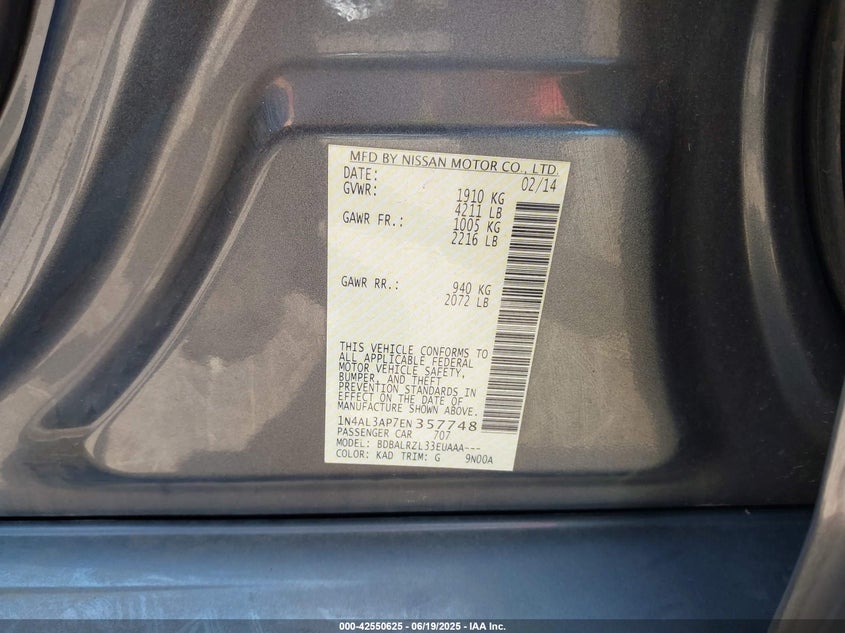 MFD BY NISSAN MOTOR CO., LTD.
DATE: 02/14
GVWR: 1910 KG
4211 LB
GAWR FR.: 1005 KG
2216 LB
GAWR RR.: 940 KG
2072 LB
THIS VEHICLE CONFORMS TO
ALL APPLICABLE FEDERAL
MOTOR VEHICLE SAFETY,
BUMPER, AND THEFT
PREVENTION STANDARDS IN
EFFECT ON THE DATE OF
MANUFACTURE SHOWN ABOVE.
1N4AL3AP7EN357748
PASSENGER CAR 707
MODEL: BDBALRZL33EUAAA---
COLOR: KAD TRIM: G 9N00A
000-42550625 - 06/19/2025 - IAA Inc.